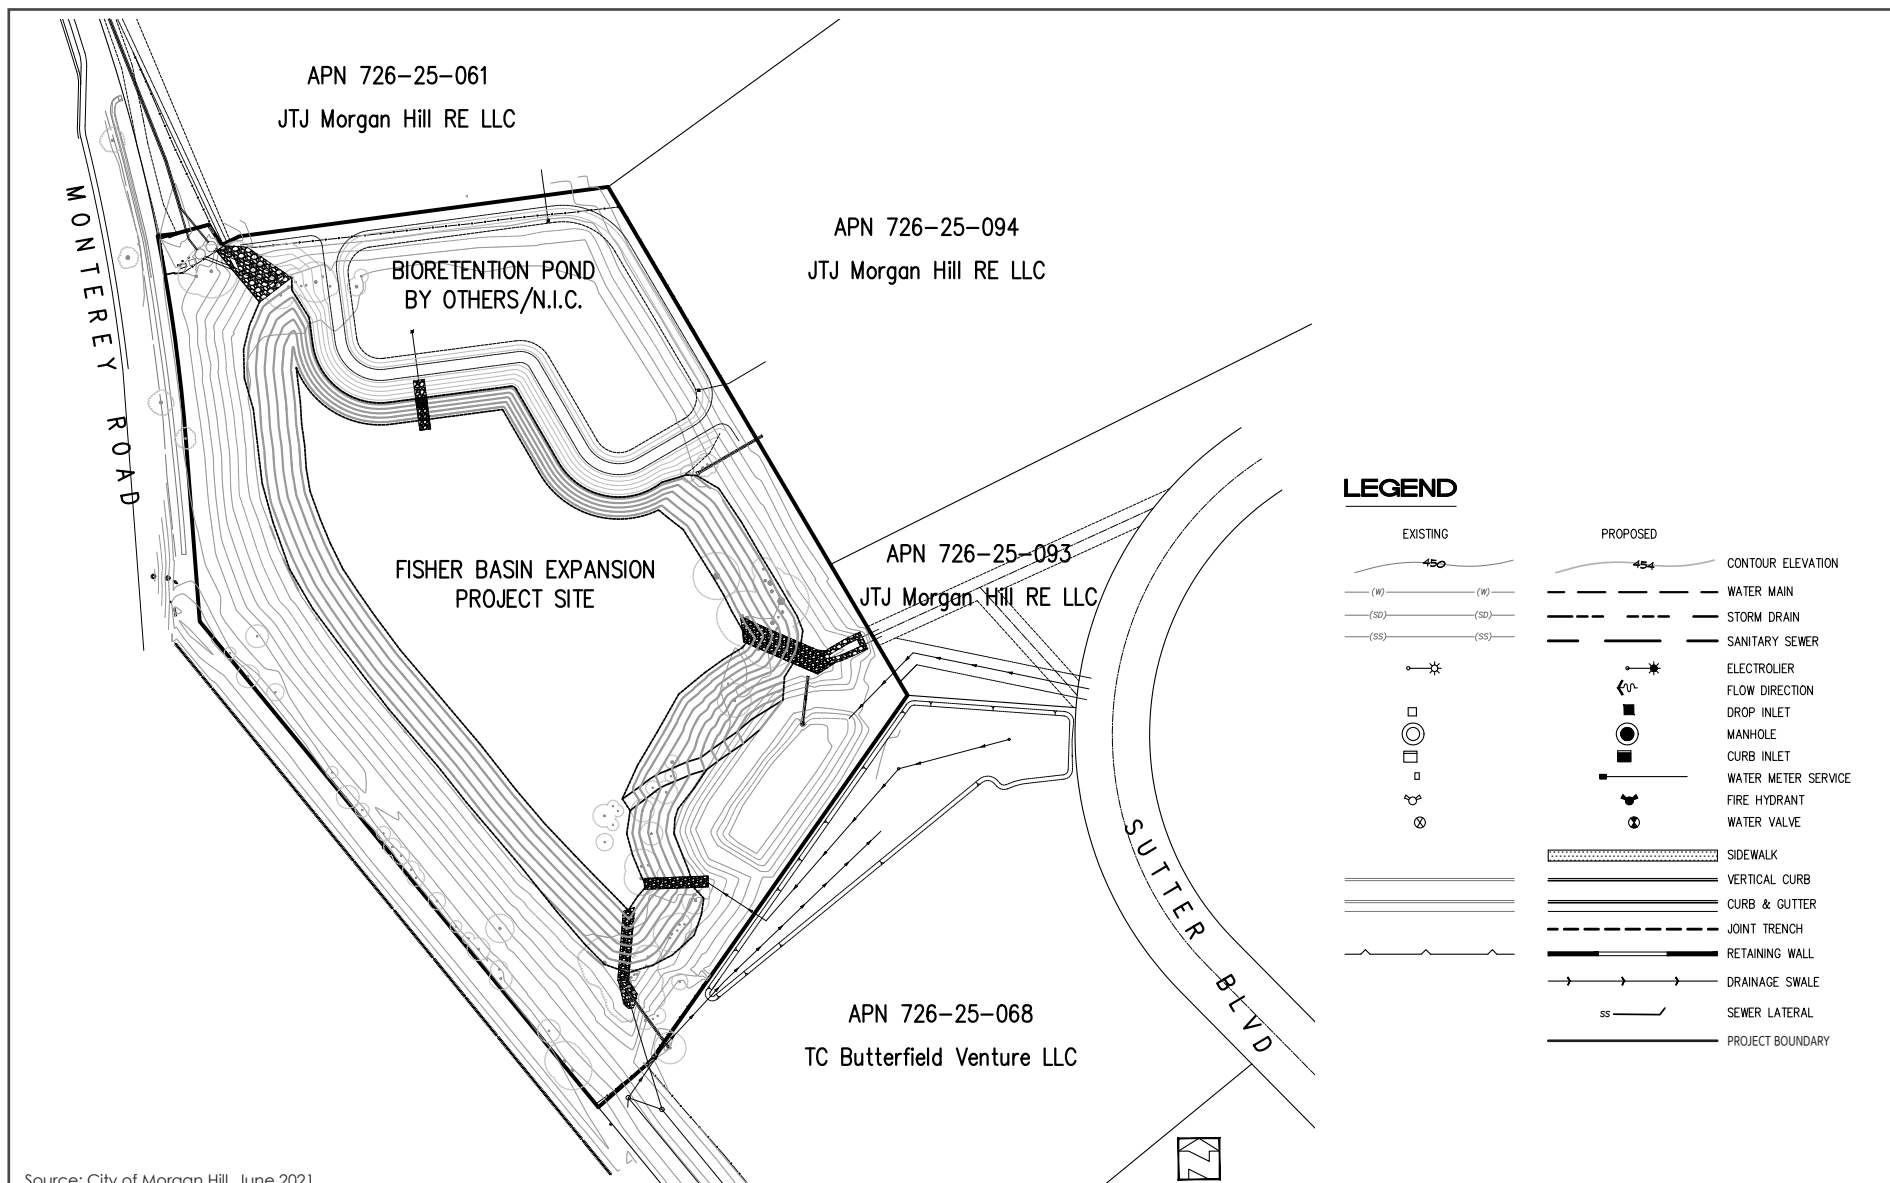 APN 726-25-061
JTJ Morgan Hill RE LLC
MONTEREY ROAD
BIORETENTION POND
BY OTHERS/N.I.C.
APN 726-25-094
JTJ Morgan Hill RE LLC
FISHER BASIN EXPANSION
PROJECT SITE
APN 726-25-093
JTJ Morgan Hill RE LLC
SUTTER BLVD
APN 726-25-068
TC Butterfield Venture LLC
LEGEND
EXISTING PROPOSED
450 454 CONTOUR ELEVATION
(W) (W) WATER MAIN
(SD) (SD) STORM DRAIN
(SS) (SS) SANITARY SEWER
ELECTROLIER
FLOW DIRECTION
DROP INLET
MANHOLE
CURB INLET
WATER METER SERVICE
FIRE HYDRANT
WATER VALVE
SIDEWALK
VERTICAL CURB
CURB & GUTTER
JOINT TRENCH
RETAINING WALL
DRAINAGE SWALE
SS SEWER LATERAL
PROJECT BOUNDARY
Source: City of Morgan Hill, June 2021